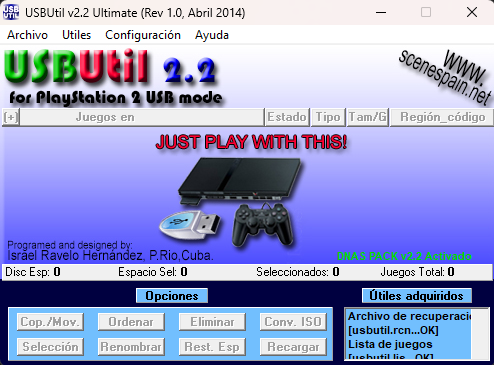 USBUtil v2.2 Ultimate (Rev 1.0, Abril 2014)
Archivo Utiles Configuración Ayuda
USBUtil 2.2
for PlayStation 2 USB mode
www.
scenespain.net
(+) Juegos en Estado Tipo Tam/G Región_código
JUST PLAY WITH THIS!
Programed and designed by:
Israel Ravelo Hernández, P.Rio,Cuba.
DNAS PACK v2.2 Activado
Disc Esp: 0 Espacio Sel: 0 Seleccionados: 0 Juegos Total: 0
Opciones Útiles adquiridos
Cop./Mov. Ordenar Eliminar Conv. ISO
Selección Renombrar Rest. Esp Recargar
Archivo de recuperació
[usbutil.rcn...OK]
Lista de juegos
[usbutil.lis...OK]